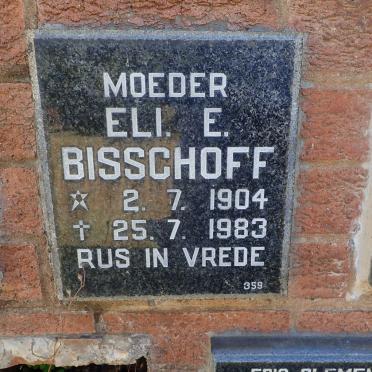 MOEDER
ELI. E.
BISSCHOFF
☆ 2. 7. 1904
† 25. 7. 1983
RUS IN VREDE
359